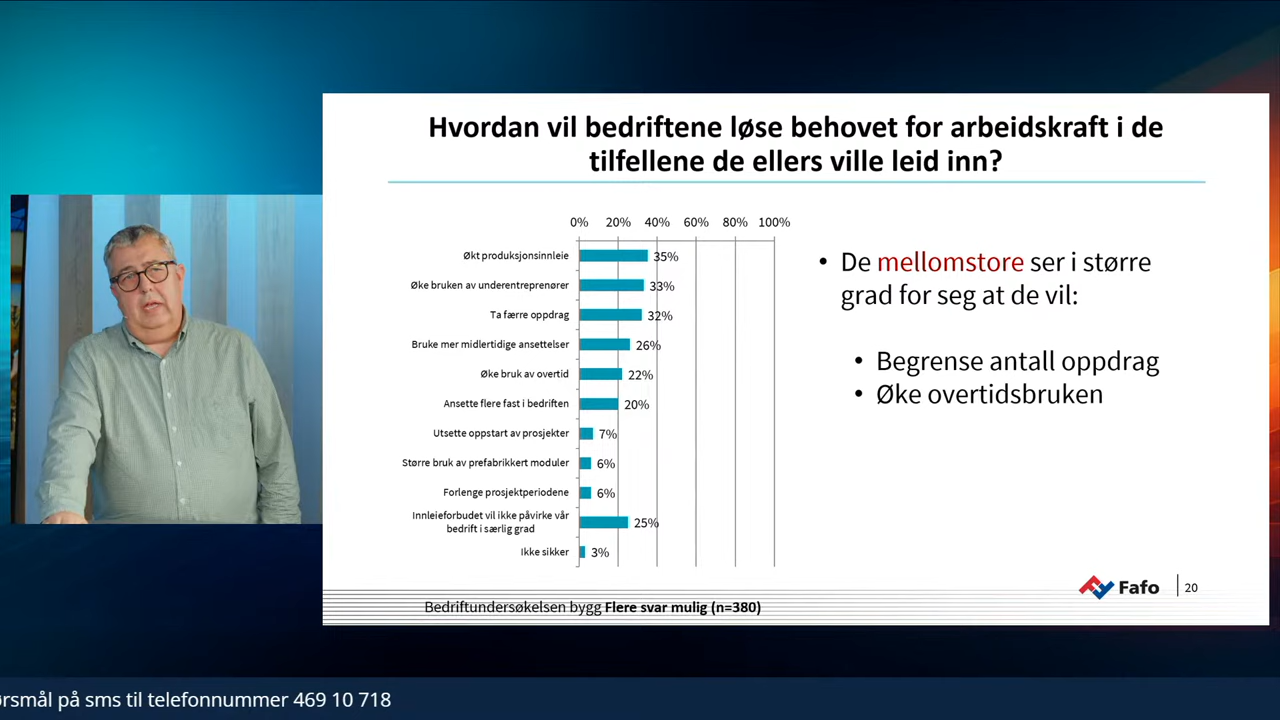 Hvordan vil bedriftene løse behovet for arbeidskraft i de
tilfellene de ellers ville leid inn?
0% 20% 40% 60% 80% 100%
Økt produksjonsinnleie 35%
Øke bruken av underentreprenører 33%
Ta færre oppdrag 32%
Bruke mer midlertidige ansettelser 26%
Øke bruk av overtid 22%
Ansette flere fast i bedriften 20%
Utsette oppstart av prosjekter 7%
Større bruk av prefabrikkert moduler 6%
Forlenge prosjektperiodene 6%
Innleieforbudet vil ikke påvirke vår
bedrift i særlig grad 25%
Ikke sikker 3%
• De mellomstore ser i større
grad for seg at de vil:
• Begrense antall oppdrag
• Øke overtidsbruken
Fafo 20
Bedriftundersøkelsen bygg Flere svar mulig (n=380)
ørsmål på sms til telefonnummer 469 10 718